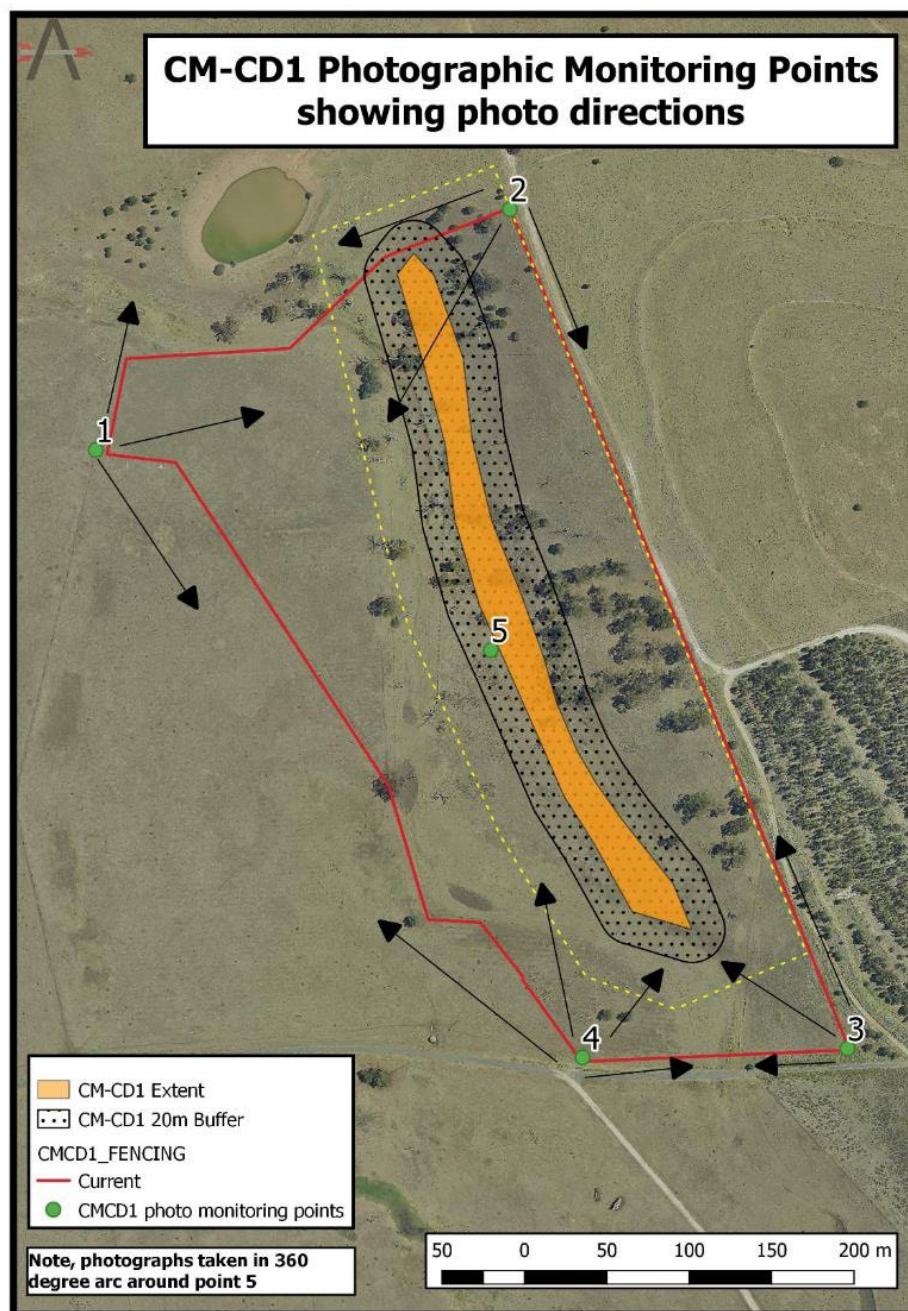 CM-CD1 Photographic Monitoring Points
showing photo directions
2
1
5
4
3
CM-CD1 Extent
CM-CD1 20m Buffer
CMCD1_FENCING
Current
CMCD1 photo monitoring points
Note, photographs taken in 360
degree arc around point 5
50 0 50 100 150 200 m